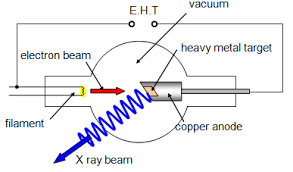 E.H.T
vacuum
electron beam
heavy metal target
filament
copper anode
X ray beam